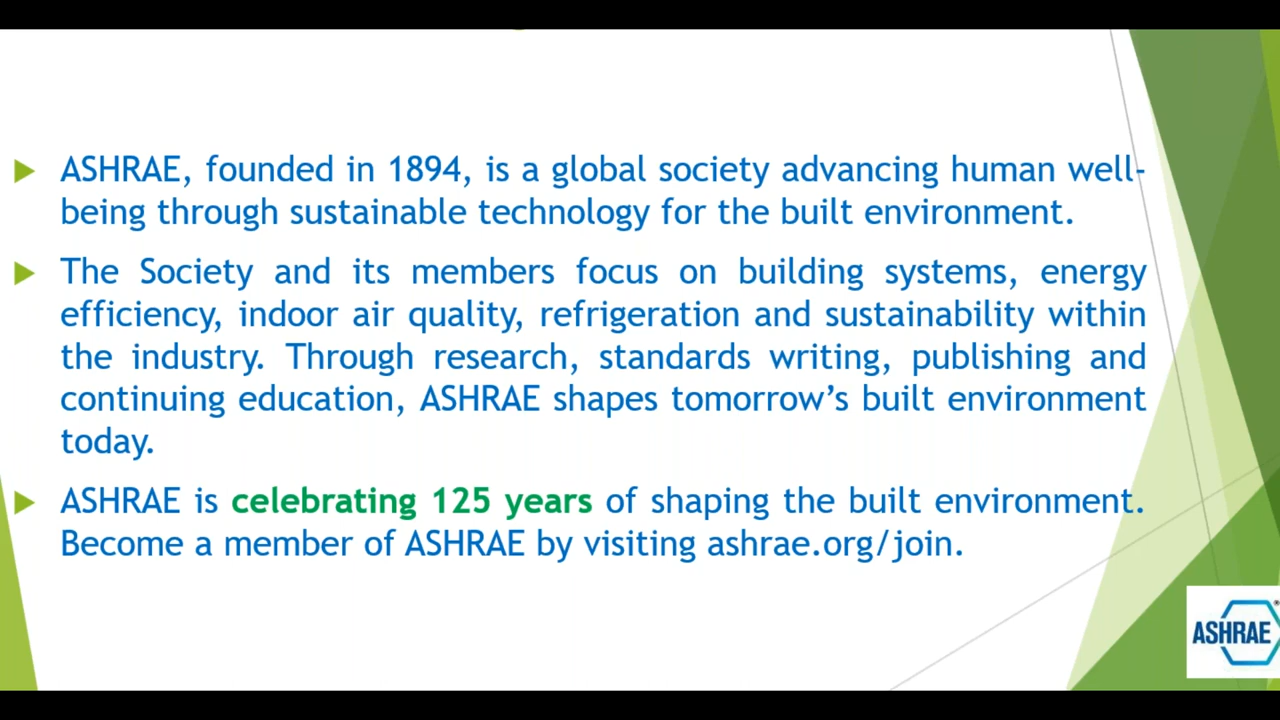 ASHRAE, founded in 1894, is a global society advancing human well-
being through sustainable technology for the built environment.
The Society and its members focus on building systems, energy
efficiency, indoor air quality, refrigeration and sustainability within
the industry. Through research, standards writing, publishing and
continuing education, ASHRAE shapes tomorrow’s built environment
today.
ASHRAE is celebrating 125 years of shaping the built environment.
Become a member of ASHRAE by visiting ashrae.org/join.
ASHRAE®